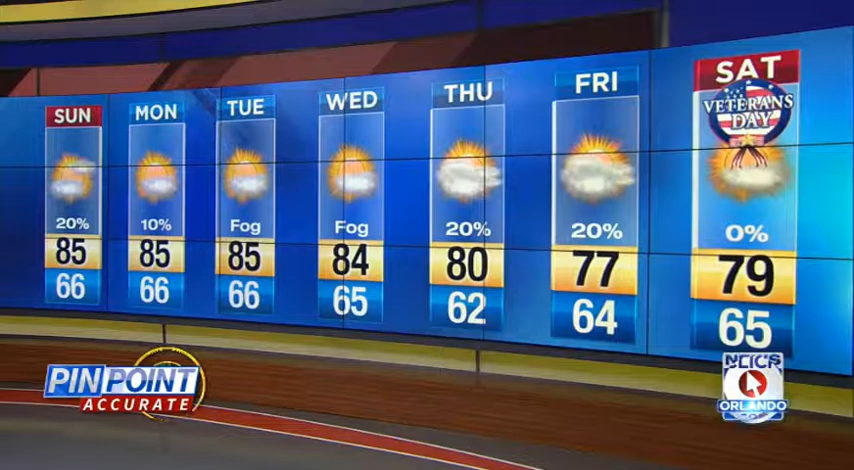 SUN MON TUE WED THU FRI SAT
VETERANS
DAY
20% 10% Fog Fog 20% 20% 0%
85 85 85 84 80 77 79
66 66 66 65 62 64 65
PINPOINT
ACCURATE
ORLANDO